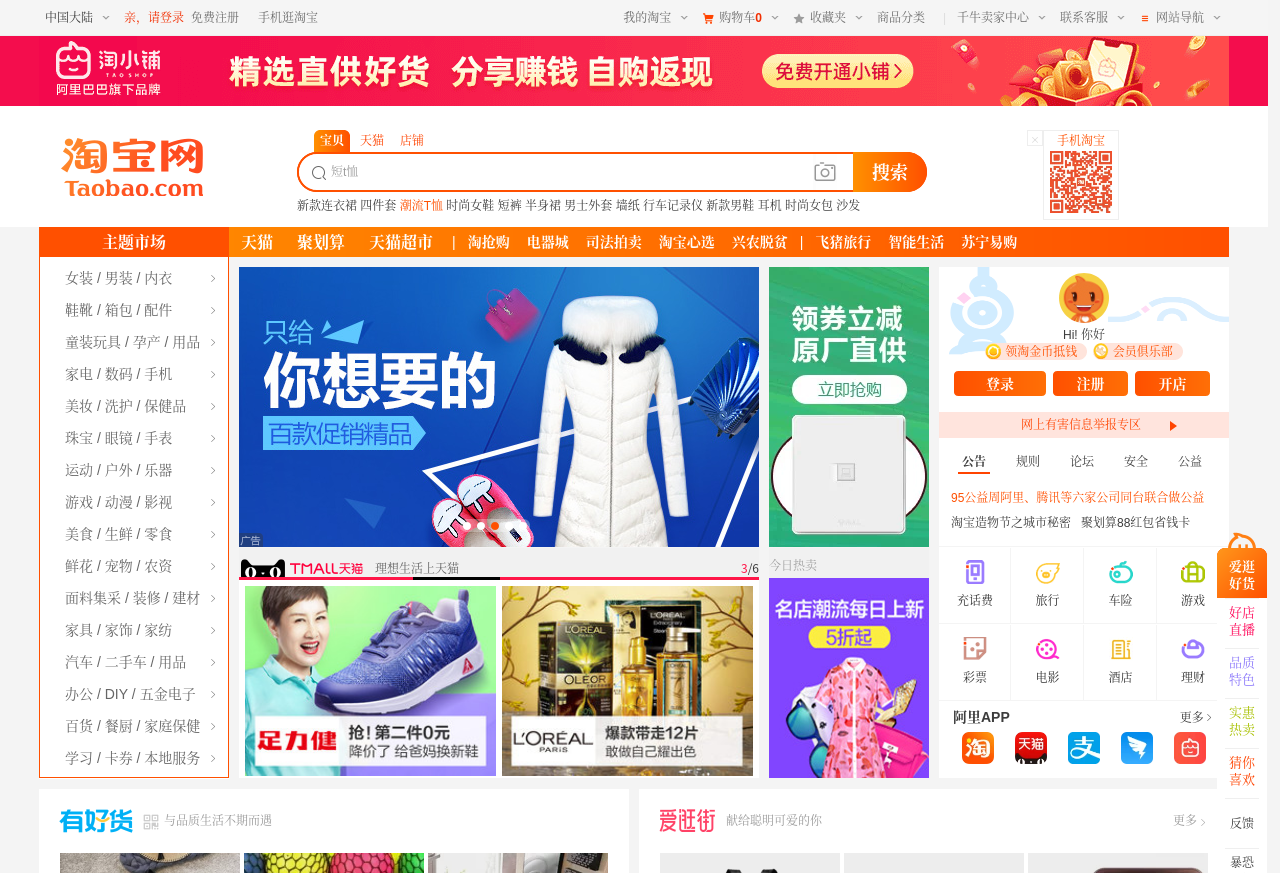 中国大陆 亲，请登录 免费注册 手机逛淘宝 我的淘宝 购物车0 收藏夹 商品分类 千牛卖家中心 联系客服 网站导航
淘小铺
TAO SHOP
阿里巴巴旗下品牌
精选直供好货 分享赚钱 自购返现
免费开通小铺
淘宝网
Taobao.com
宝贝 天猫 店铺
短t恤
搜索
新款连衣裙 四件套 潮流T恤 时尚女鞋 短裤 半身裙 男士外套 墙纸 行车记录仪 新款男鞋 耳机 时尚女包 沙发
手机淘宝
主题市场
天猫 聚划算 天猫超市 | 淘抢购 电器城 司法拍卖 淘宝心选 兴农脱贫 | 飞猪旅行 智能生活 苏宁易购
女装 / 男装 / 内衣
鞋靴 / 箱包 / 配件
童装玩具 / 孕产 / 用品
家电 / 数码 / 手机
美妆 / 洗护 / 保健品
珠宝 / 眼镜 / 手表
运动 / 户外 / 乐器
游戏 / 动漫 / 影视
美食 / 生鲜 / 零食
鲜花 / 宠物 / 农资
面料集采 / 装修 / 建材
家具 / 家饰 / 家纺
汽车 / 二手车 / 用品
办公 / DIY / 五金电子
百货 / 餐厨 / 家庭保健
学习 / 卡券 / 本地服务
只给
你想要的
百款促销精品
广告
TMALL天猫 理想生活上天猫 3/6
足力健
抢！第二件0元
降价了 给爸妈换新鞋
L'ORÉAL
OLEOR
L'ORÉAL
PARIS
爆款带走12片
敢做自己耀出色
领券立减
原厂直供
立即抢购
今日热卖
名店潮流每日上新
5折起
Hi! 你好
领淘金币抵钱 会员俱乐部
登录 注册 开店
网上有害信息举报专区
公告 规则 论坛 安全 公益
95公益周阿里、腾讯等六家公司同台联合做公益
淘宝造物节之城市秘密 聚划算88红包省钱卡
充话费 旅行 车险 游戏
彩票 电影 酒店 理财
阿里APP 更多
淘 天猫 支
爱逛
好货
好店
直播
品质
特色
实惠
热卖
猜你
喜欢
反馈
暴恐
有好货 与品质生活不期而遇
爱逛街 献给聪明可爱的你 更多